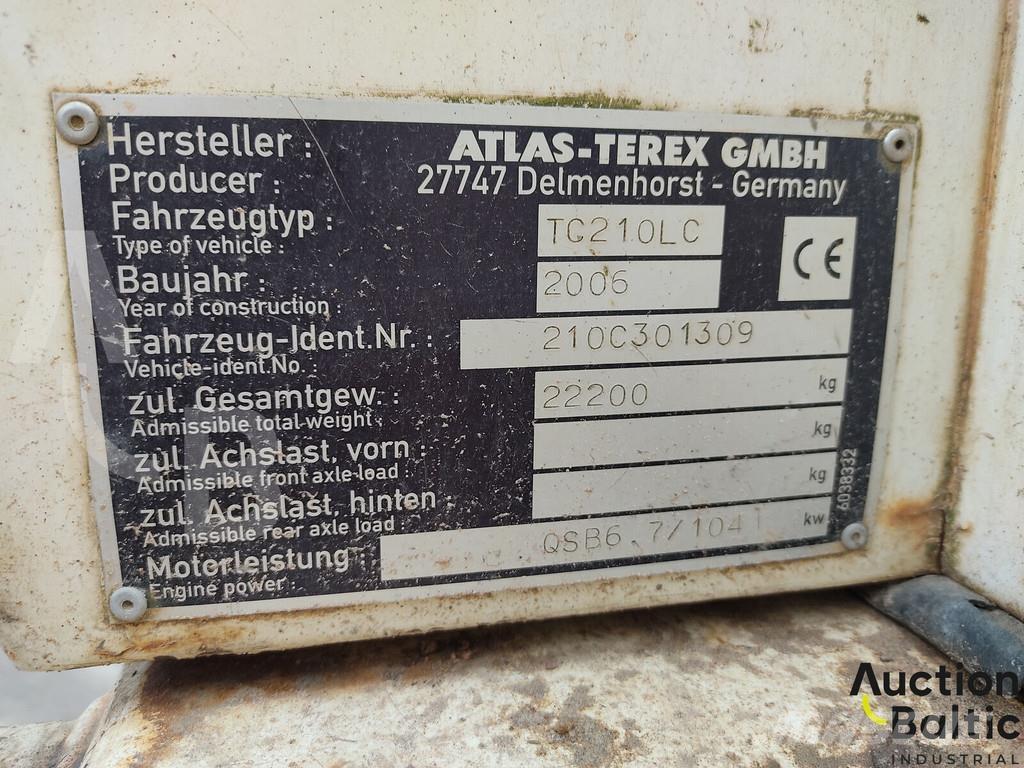 Hersteller : ATLAS-TEREX GMBH
Producer : 27747 Delmenhorst - Germany
Fahrzeugtyp :
Type of vehicle : TC210LC CE
Baujahr :
Year of construction : 2006
Fahrzeug-Ident.Nr. : 210C301309
Vehicle-ident.No. :
zul. Gesamtgew. : 22200 kg
Admissible total weight :
zul. Achslast, vorn : kg
Admissible front axle load
zul. Achslast, hinten : kg
Admissible rear axle load
Motorleistung : QSB6.7/104 kw
Engine power :
6038332
Auction
Baltic
INDUSTRIAL